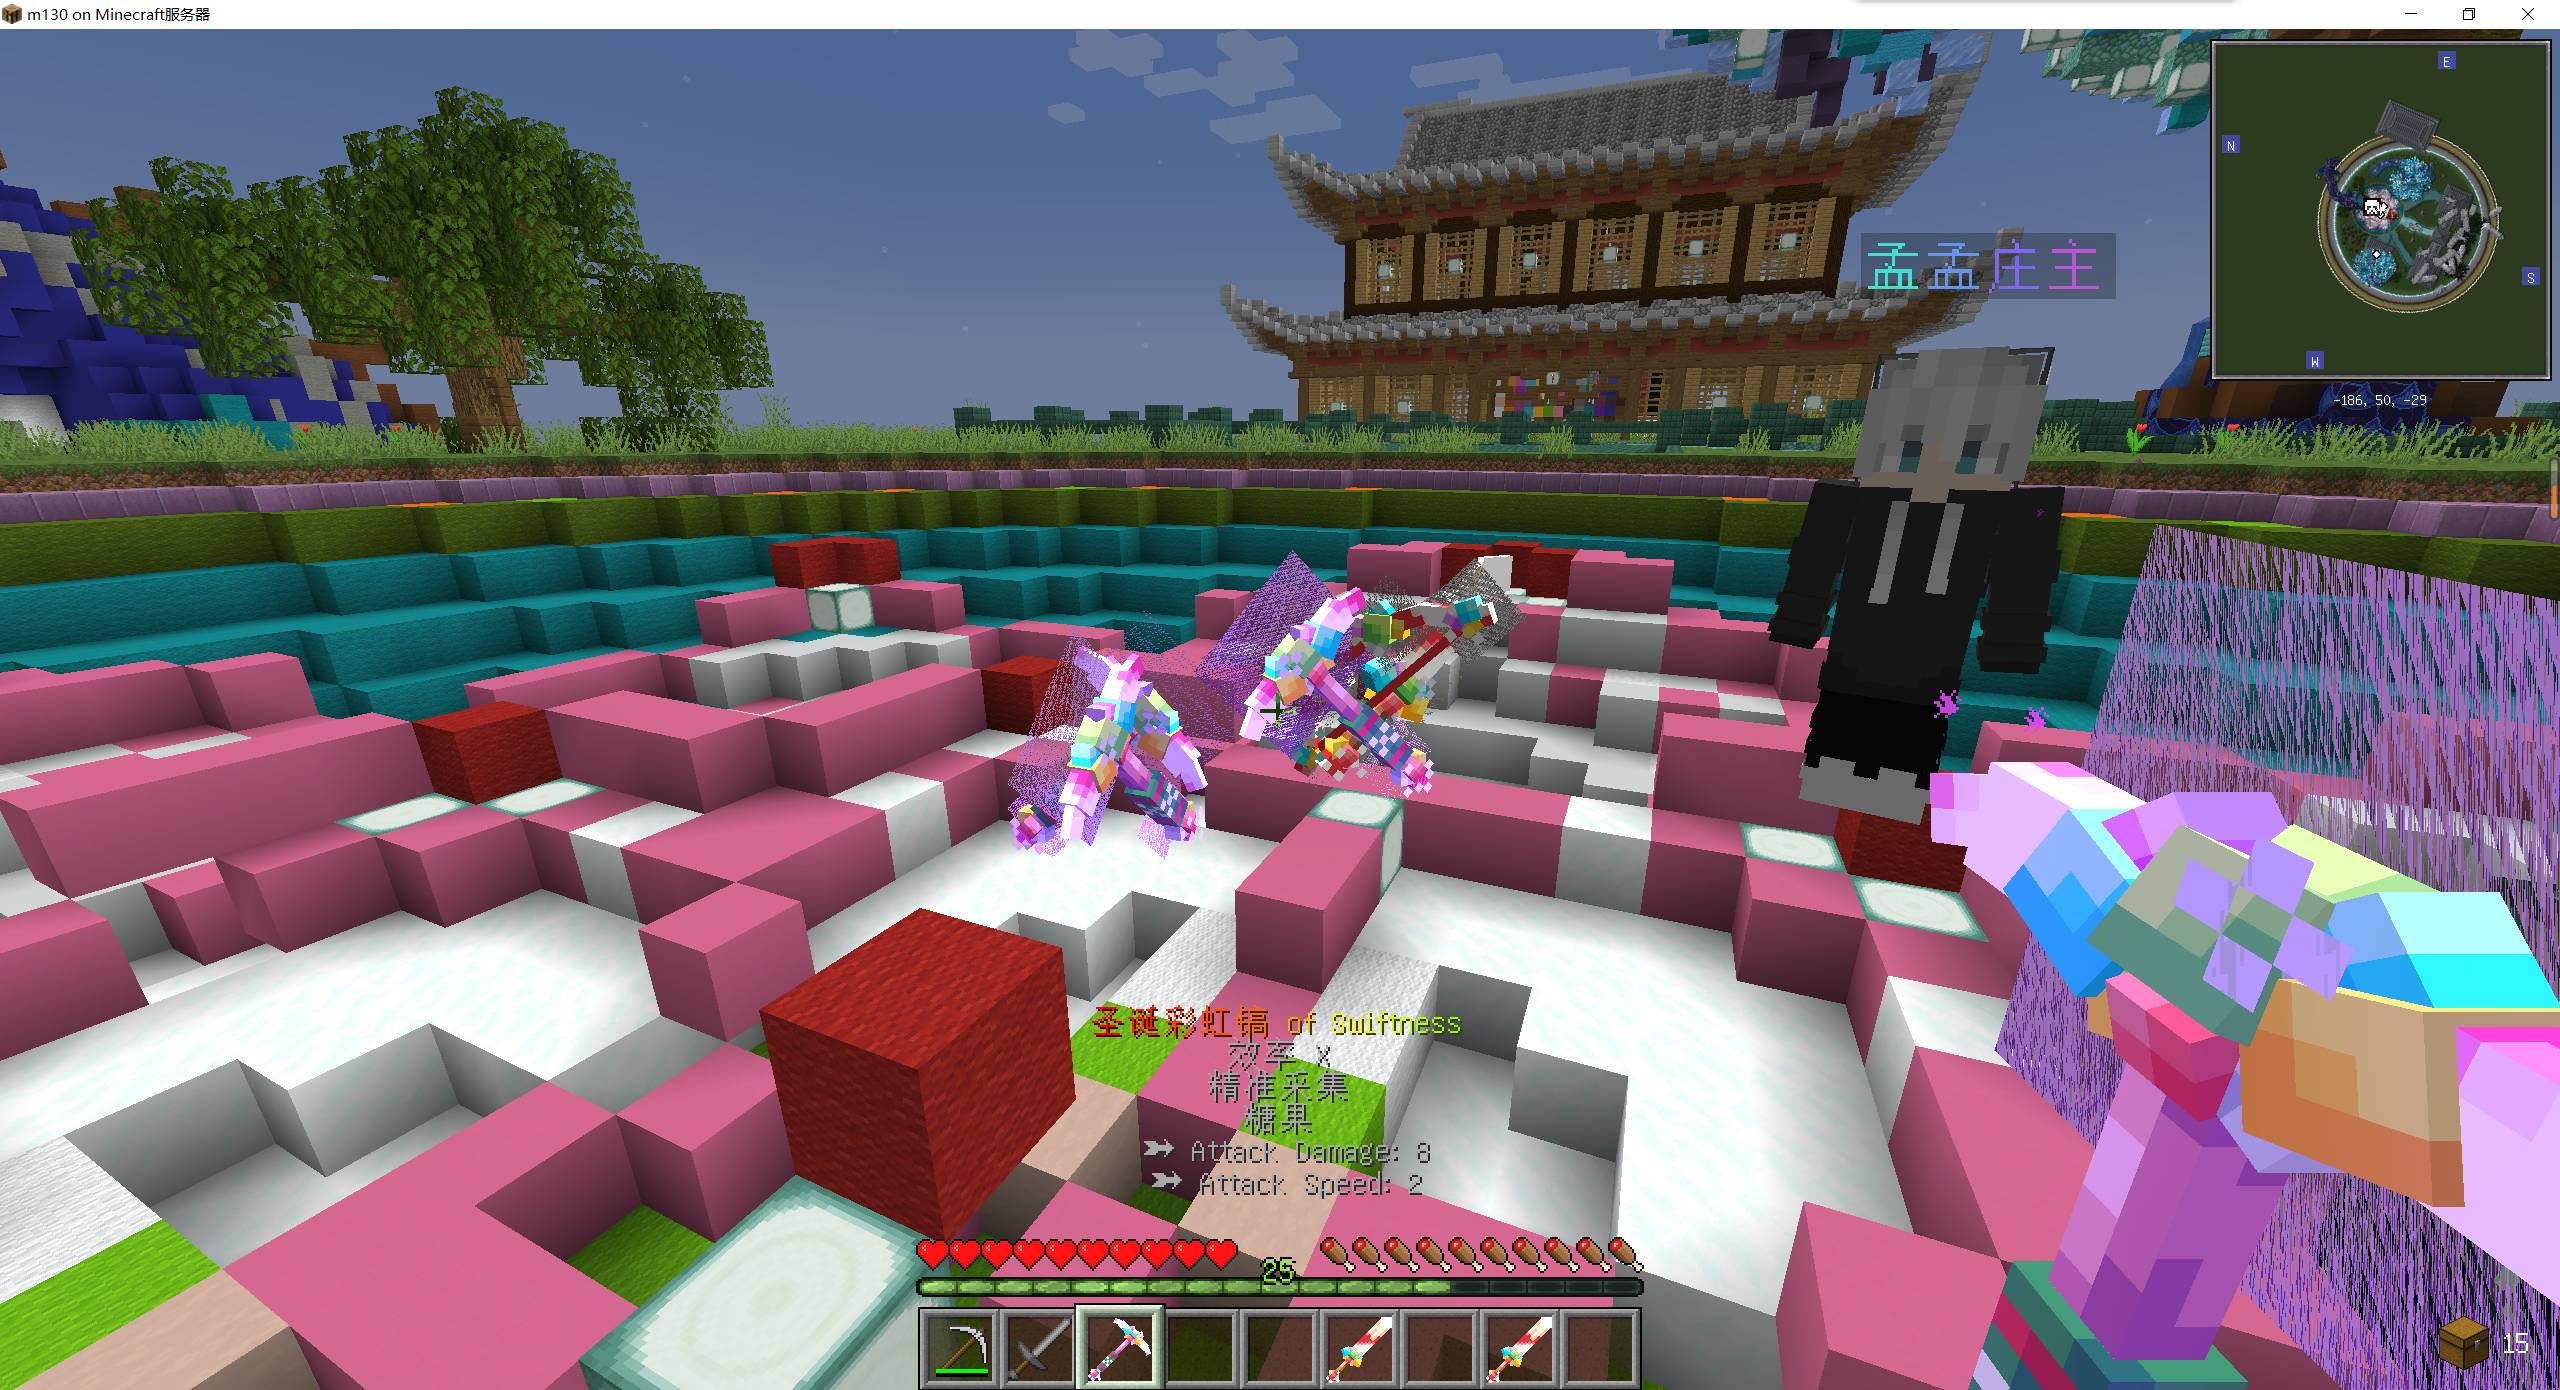 m130 on Minecraft服务器
E
N
S
W
-186, 50, -29
孟孟庄主
圣诞彩虹镐 of Swiftness
效率 X
精准采集
糖果
Attack Damage: 8
Attack Speed: 2
25
15